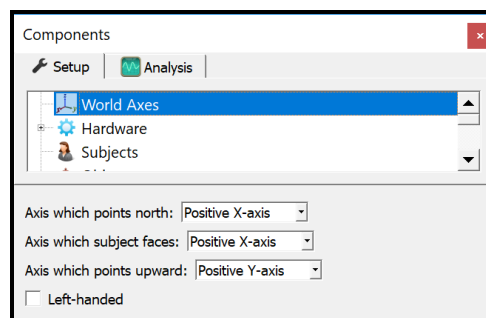 Components
Setup
Analysis
World Axes
Hardware
Subjects
Axis which points north: Positive X-axis
Axis which subject faces: Positive X-axis
Axis which points upward: Positive Y-axis
Left-handed